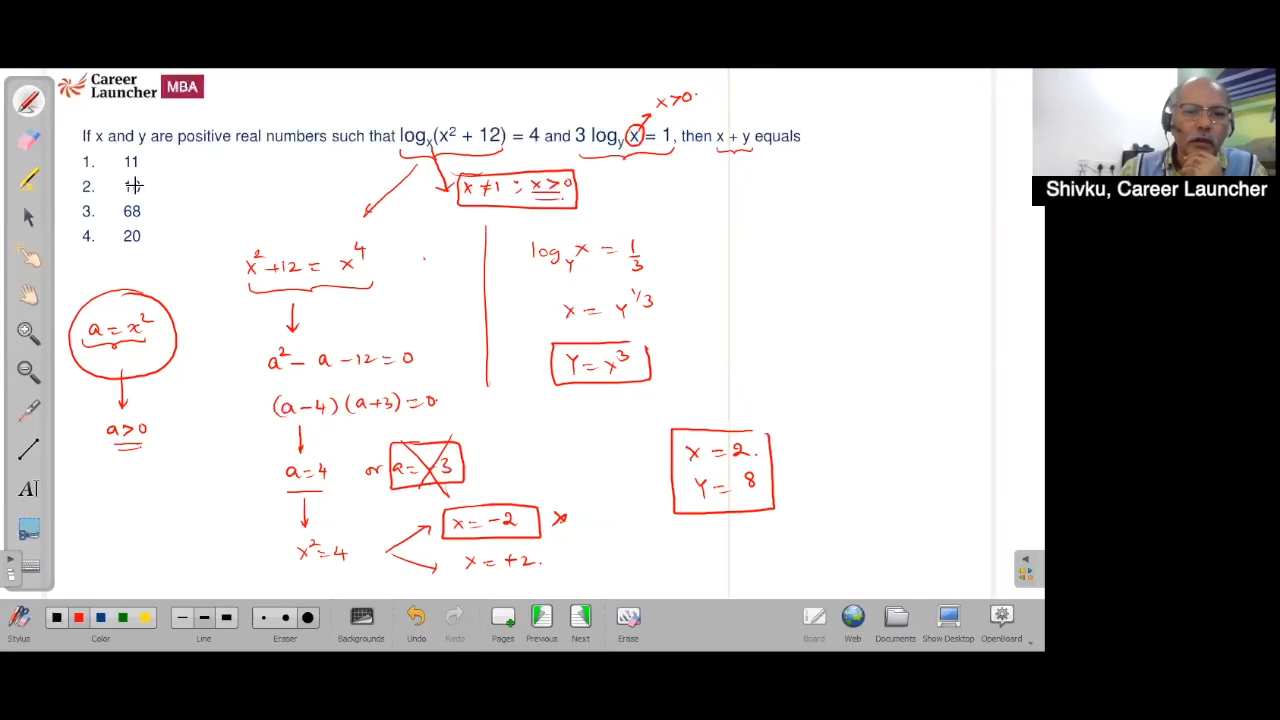 Career
Launcher MBA
If x and y are positive real numbers such that logₓ(x² + 12) = 4 and 3 logᵧ x = 1, then x + y equals
x>0.
1. 11
2.
3. 68
4. 20
x ≠ 1 : x > 0
x² + 12 = x⁴
a = x²
a² - a - 12 = 0
(a - 4) (a + 3) = 0
a > 0
a = 4 or a = -3
x² = 4
x = -2 ×
x = +2.
log_y x = 1/3
x = y^1/3
Y = x³
x = 2.
Y = 8
Shivku, Career Launcher
Stylus Color Line Eraser Backgrounds Undo Redo Pages Previous Next Erase Board Web Documents Show Desktop OpenBoard